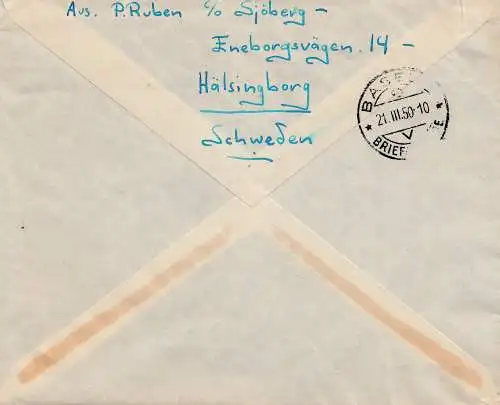 Aus. P. Ruben c/o Sjöberg –
Eneborgsvägen. 14 –
Hälsingborg
Schweden
BASEL
21.III.50-10
BRIEF